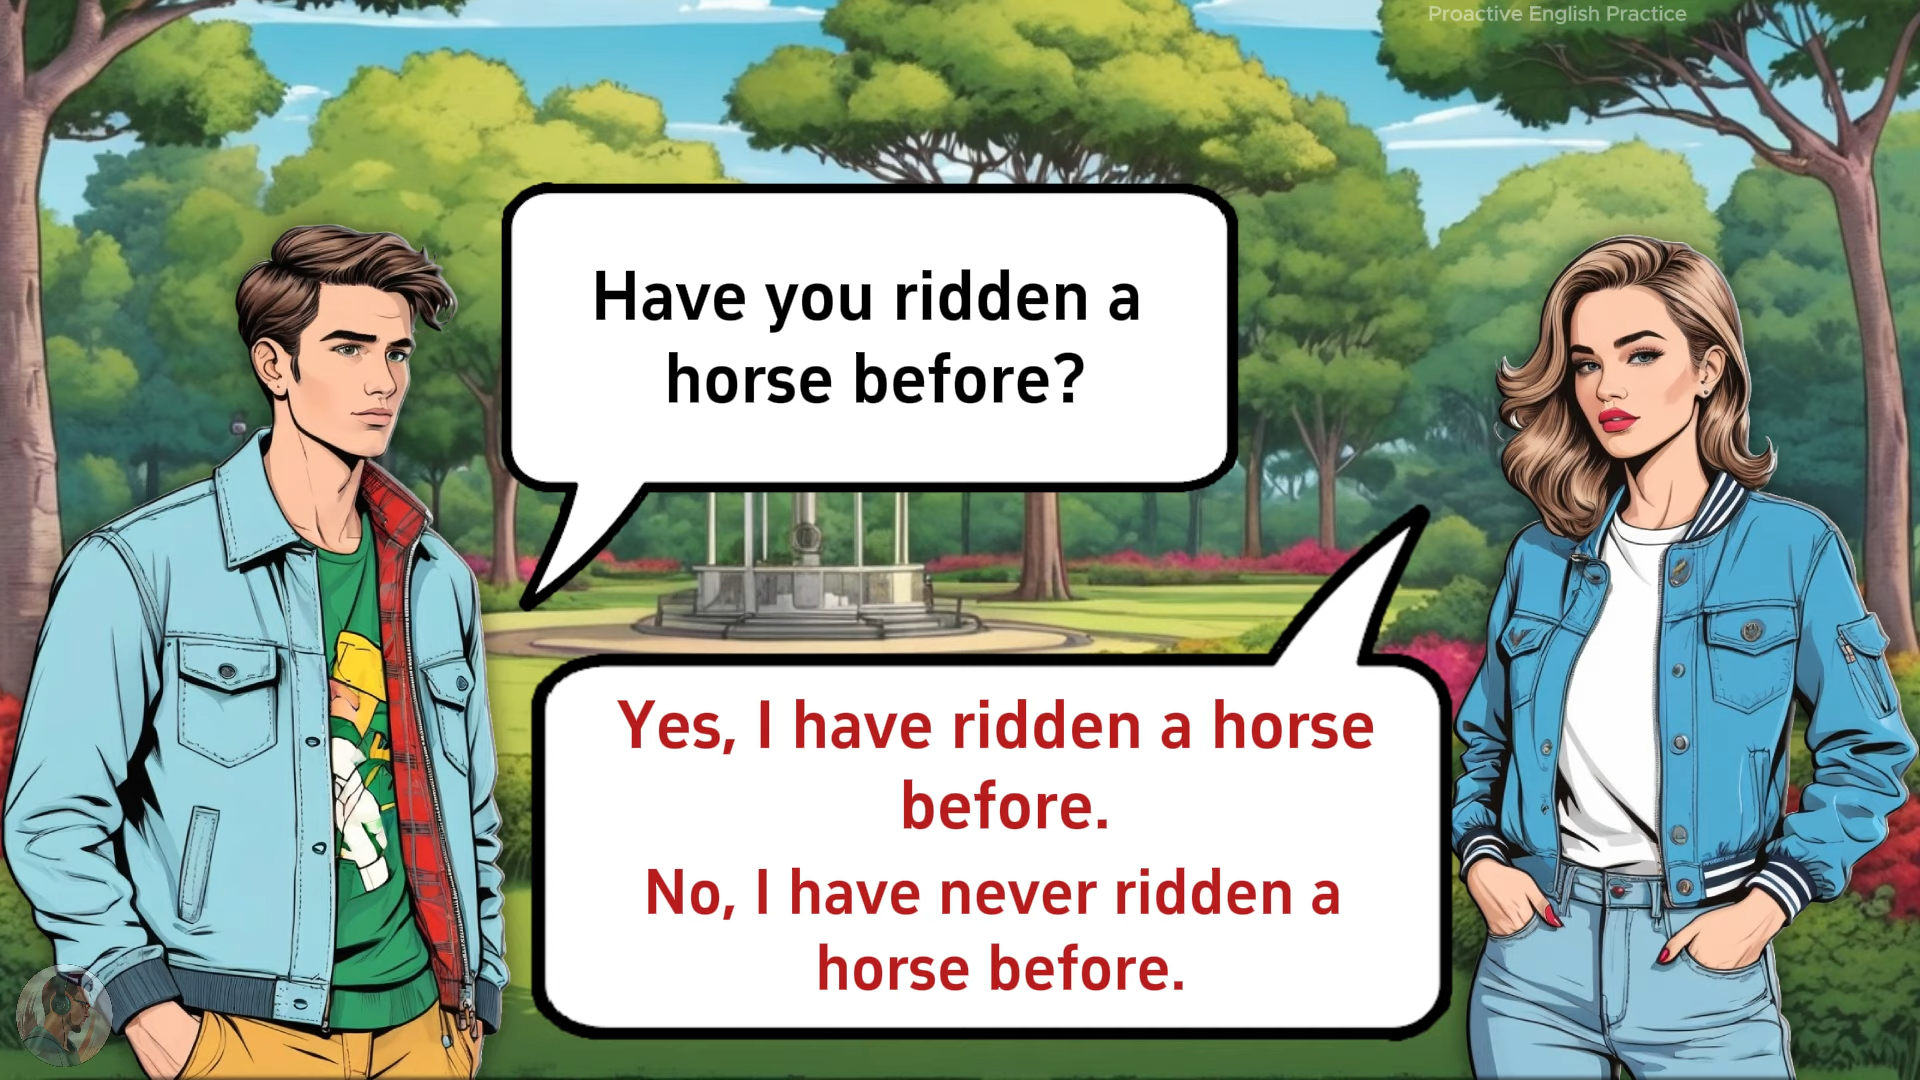 Proactive English Practice
Have you ridden a
horse before?
Yes, I have ridden a horse
before.
No, I have never ridden a
horse before.